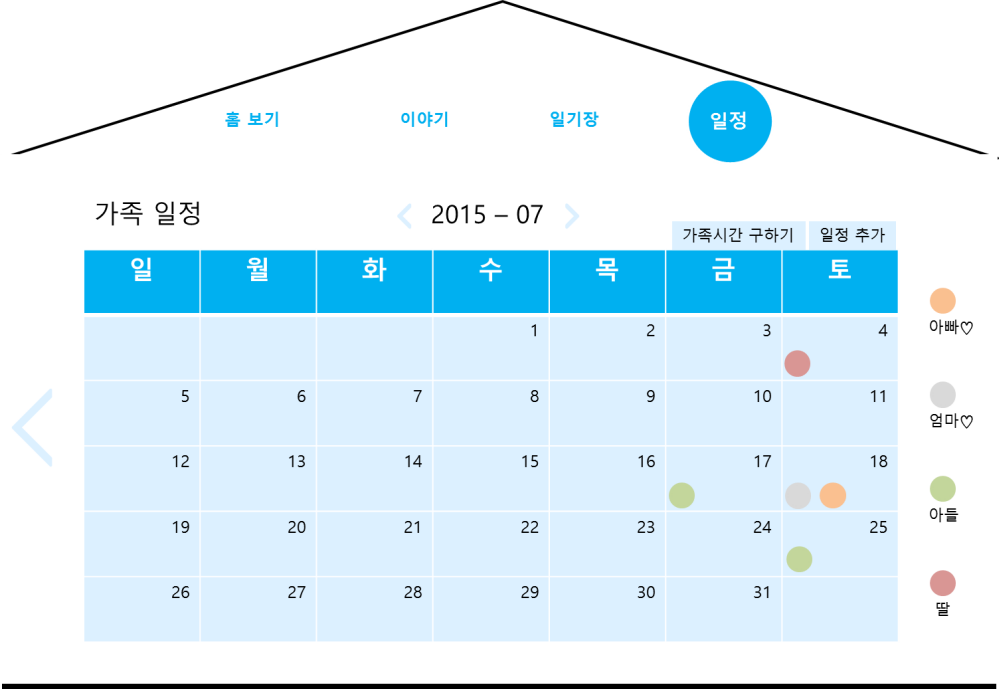 홈 보기 이야기 일기장 일정
가족 일정 2015 – 07
가족시간 구하기 일정 추가
일 월 화 수 목 금 토
1 2 3 4
5 6 7 8 9 10 11
12 13 14 15 16 17 18
19 20 21 22 23 24 25
26 27 28 29 30 31
아빠♡
엄마♡
아들
딸